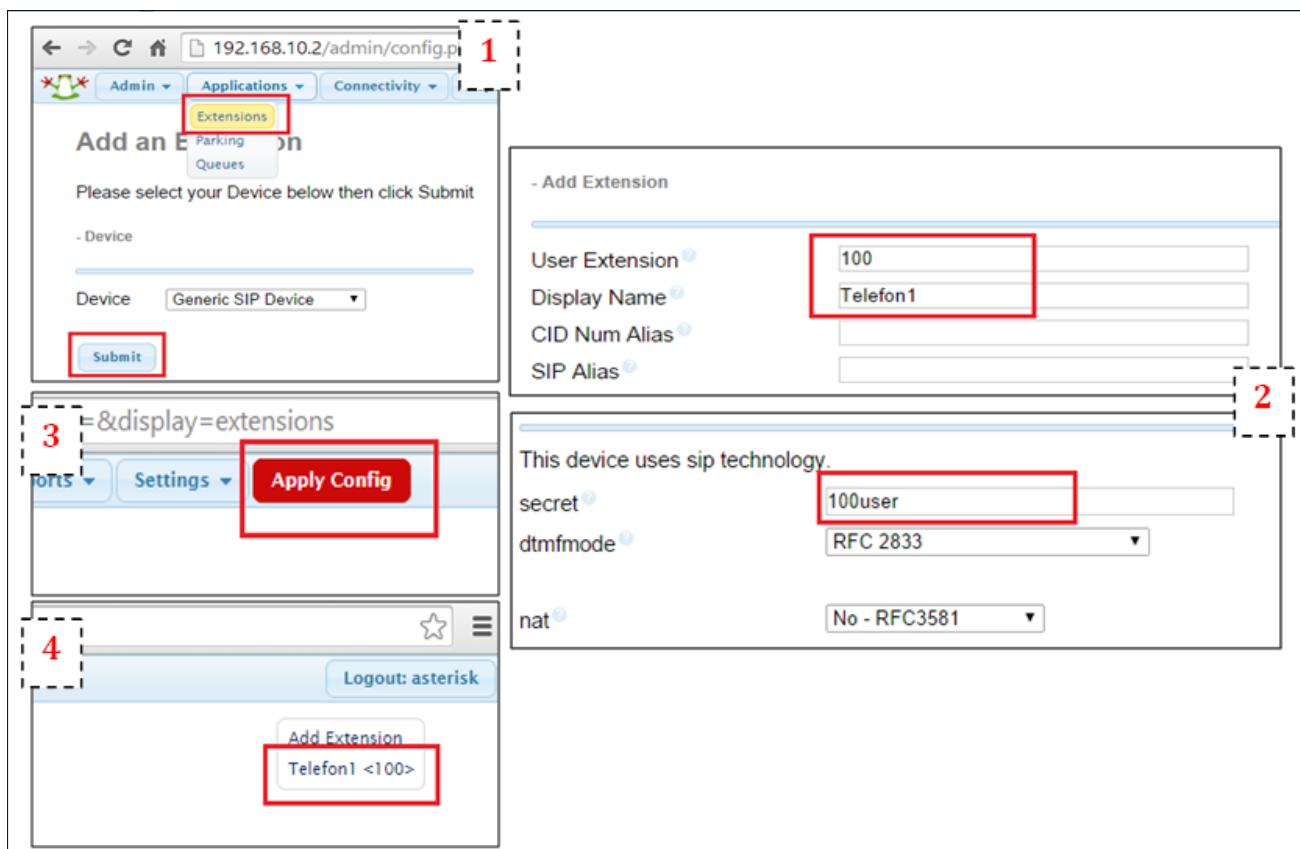 192.168.10.2/admin/config.p
1
Admin Applications Connectivity
Extensions
Parking
Queues
Add an E on
Please select your Device below then click Submit
- Device
Device Generic SIP Device
Submit
- Add Extension
User Extension 100
Display Name Telefon1
CID Num Alias
SIP Alias
2
This device uses sip technology.
secret 100user
dtmfmode RFC 2833
nat No - RFC3581
3
=&display=extensions
orts Settings Apply Config
4
Logout: asterisk
Add Extension
Telefon1 <100>